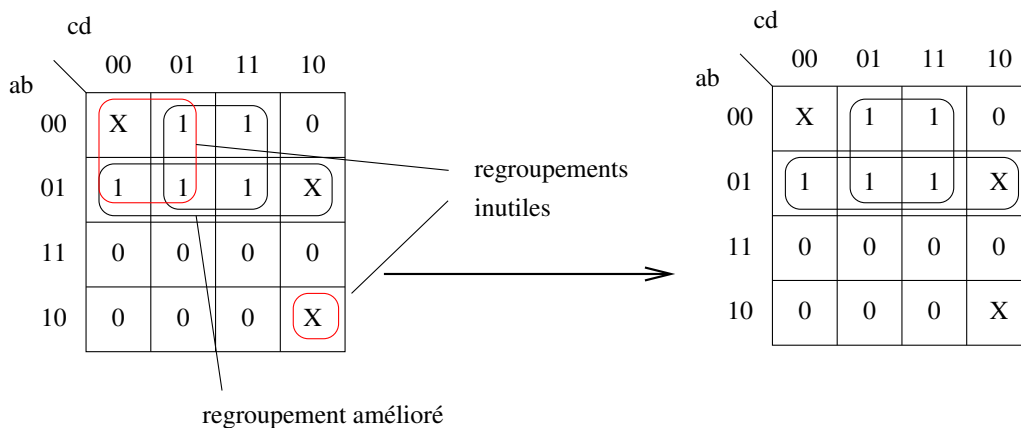 cd
00 01 11 10
ab
00 X 1 1 0
01 1 1 1 X
11 0 0 0 0
10 0 0 0 X
regroupements
inutiles
regroupement amélioré
cd
00 01 11 10
ab
00 X 1 1 0
01 1 1 1 X
11 0 0 0 0
10 0 0 0 X